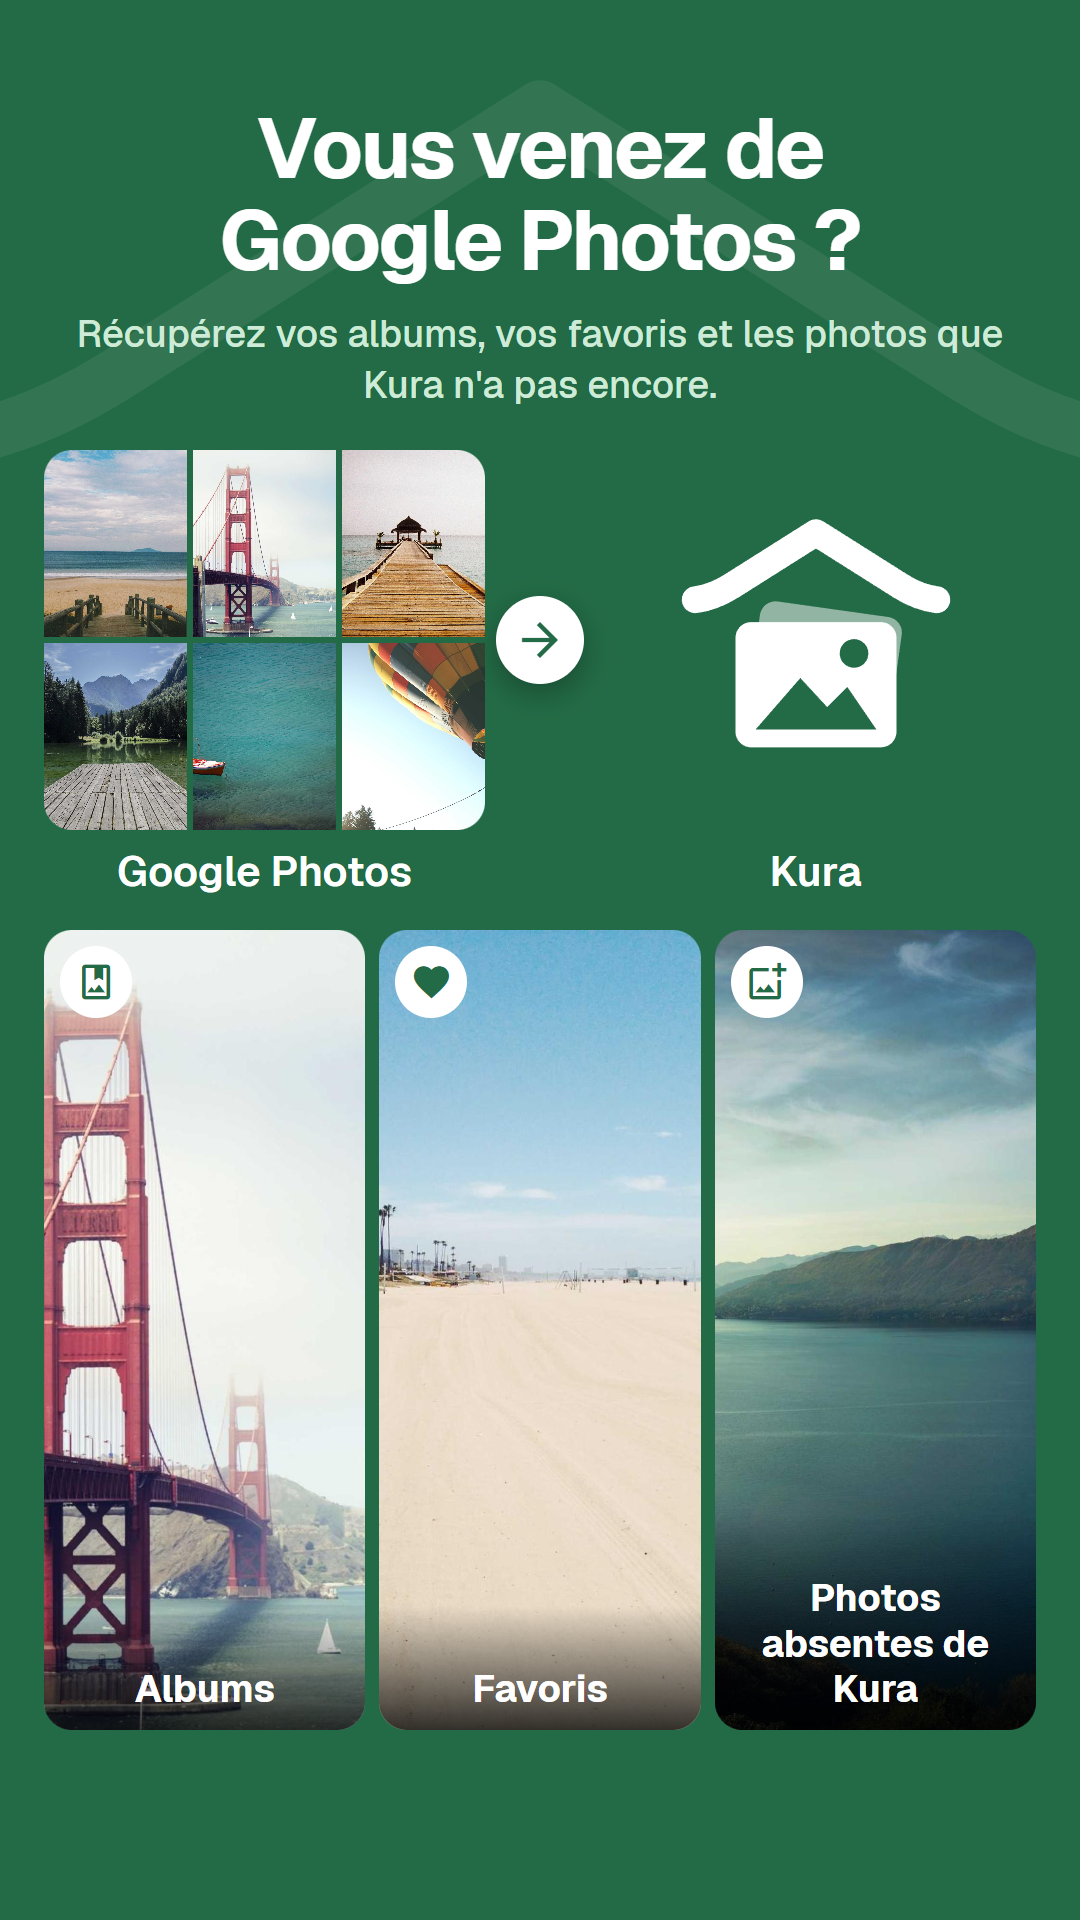 Vous venez de
Google Photos ?
Récupérez vos albums, vos favoris et les photos que
Kura n'a pas encore.
Google Photos
Kura
Albums
Favoris
Photos
absentes de
Kura